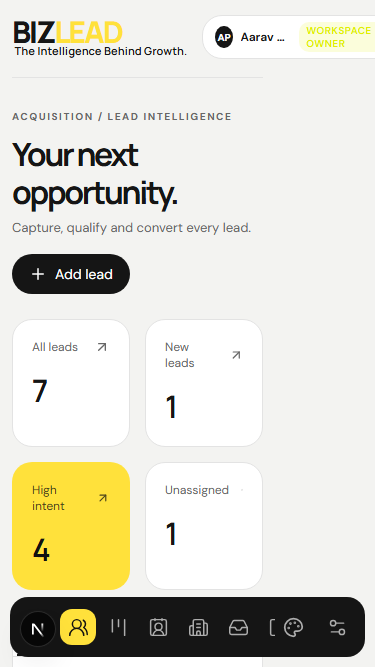 BIZLEAD
The Intelligence Behind Growth.
AP Aarav ... WORKSPACE OWNER
ACQUISITION / LEAD INTELLIGENCE
Your next
opportunity.
Capture, qualify and convert every lead.
+ Add lead
All leads
7
New
leads
1
High
intent
4
Unassigned
1
N